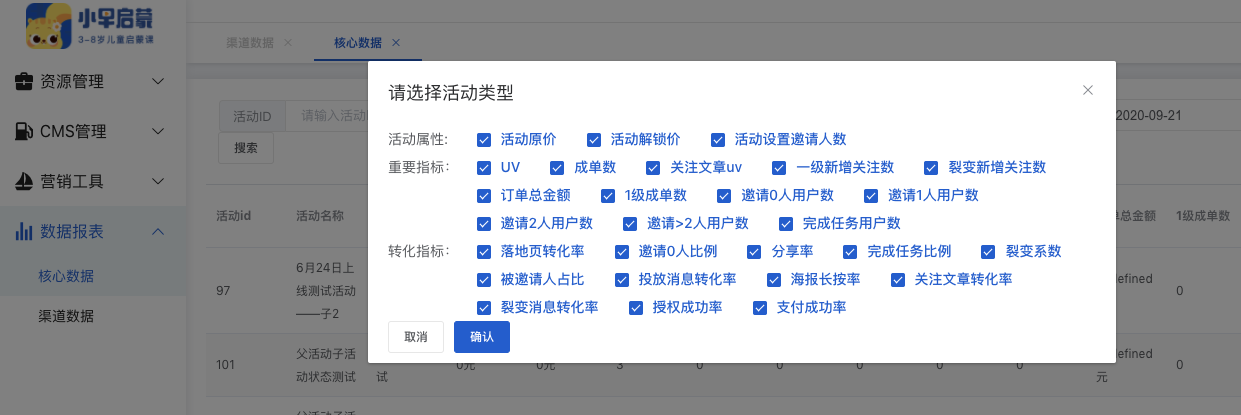 小早启蒙
3-8岁儿童启蒙课
资源管理
CMS管理
营销工具
数据报表
核心数据
渠道数据
渠道数据
核心数据
活动ID
请输入活动
2020-09-21
搜索
请选择活动类型
活动属性: 活动原价 活动解锁价 活动设置邀请人数
重要指标: UV 成单数 关注文章uv 一级新增关注数 裂变新增关注数
订单总金额 1级成单数 邀请0人用户数 邀请1人用户数
邀请2人用户数 邀请>2人用户数 完成任务用户数
转化指标: 落地页转化率 邀请0人比例 分享率 完成任务比例 裂变系数
被邀请人占比 投放消息转化率 海报长按率 关注文章转化率
裂变消息转化率 授权成功率 支付成功率
取消 确认
活动id 活动名称 总金额 1级成单数
97
6月24日上
线测试活动
——子2
efined
0
101
父活动子活
动状态测试
试
0元 0元 3 0 0 0 0 0
efined
元
0